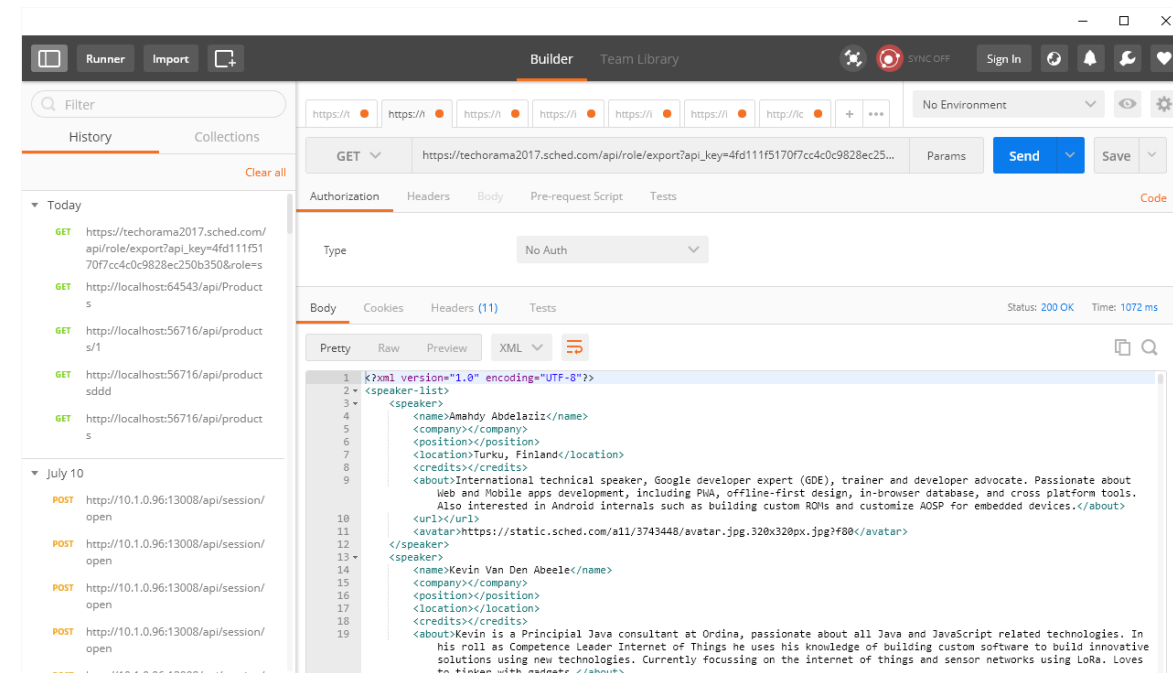 Runner Import Builder Team Library SYNC OFF Sign In
Filter
History Collections
Clear all
Today
GET https://techorama2017.sched.com/
api/role/export?api_key=4fd111f51
70f7cc4c0c9828ec250b350&role=s
GET http://localhost:64543/api/Product
s
GET http://localhost:56716/api/product
s/1
GET http://localhost:56716/api/product
sddd
GET http://localhost:56716/api/product
s
July 10
POST http://10.1.0.96:13008/api/session/
open
POST http://10.1.0.96:13008/api/session/
open
POST http://10.1.0.96:13008/api/session/
open
POST http://10.1.0.96:13008/api/session/
open
https:// https:// https:// https:// https:// https:// http://lc + ••• No Environment
GET https://techorama2017.sched.com/api/role/export?api_key=4fd111f5170f7cc4c0c9828ec25... Params Send Save
Authorization Headers Body Pre-request Script Tests Code
Type No Auth
Body Cookies Headers (11) Tests Status: 200 OK Time: 1072 ms
Pretty Raw Preview XML
1 <?xml version="1.0" encoding="UTF-8"?>
2 <speaker-list>
3 <speaker>
4 <name>Amahdy Abdelaziz</name>
5 <company></company>
6 <position></position>
7 <location>Turku, Finland</location>
8 <credits></credits>
9 <about>International technical speaker, Google developer expert (GDE), trainer and developer advocate. Passionate about
Web and Mobile apps development, including PWA, offline-first design, in-browser database, and cross platform tools.
Also interested in Android internals such as building custom ROMs and customize AOSP for embedded devices.</about>
10 <url></url>
11 <avatar>https://static.sched.com/a11/3743448/avatar.jpg.320x320px.jpg?f80</avatar>
12 </speaker>
13 <speaker>
14 <name>Kevin Van Den Abeele</name>
15 <company></company>
16 <position></position>
17 <location></location>
18 <credits></credits>
19 <about>Kevin is a Principial Java consultant at Ordina, passionate about all Java and JavaScript related technologies. In
his roll as Competence Leader Internet of Things he uses his knowledge of building custom software to build innovative
solutions using new technologies. Currently focussing on the internet of things and sensor networks using LoRa. Loves
to tinker with gadgets.</about>